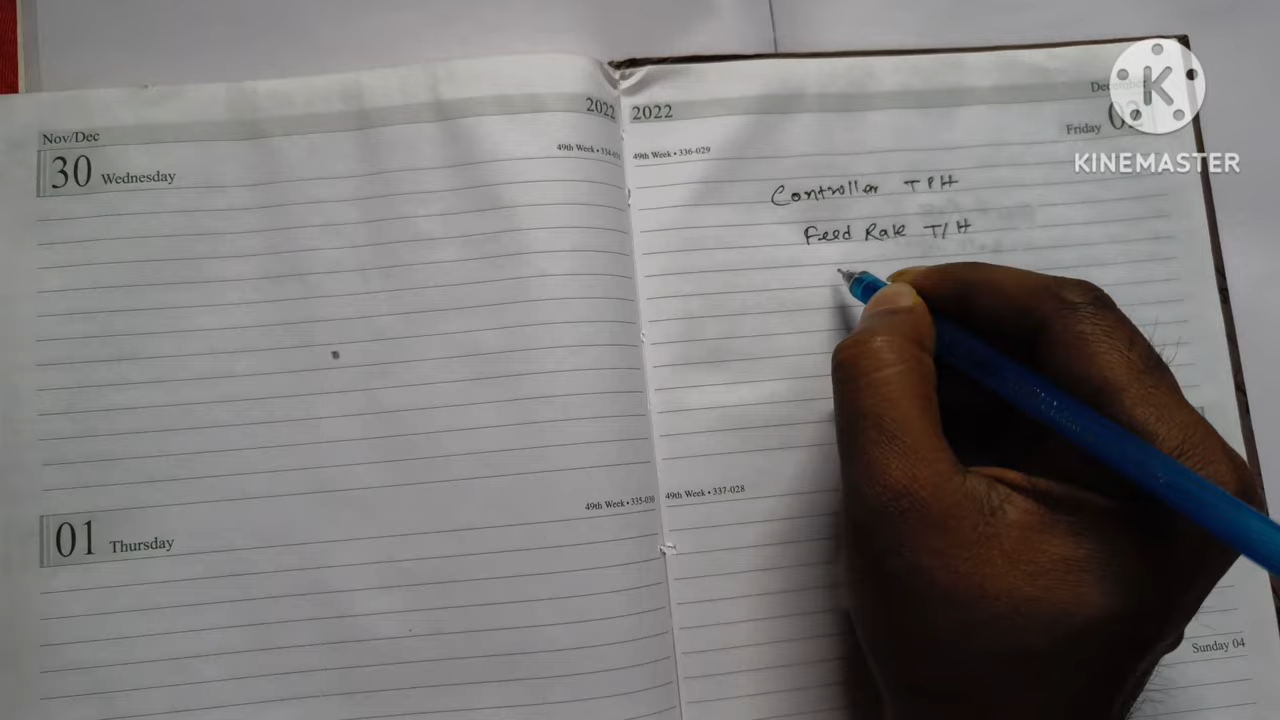 Nov/Dec
2022
30 Wednesday
49th Week • 334-031
01 Thursday
49th Week • 335-030
2022
Friday
49th Week • 336-029
Controller TPH
Feed Rate T/H
49th Week • 337-028
Sunday 04
KINEMASTER